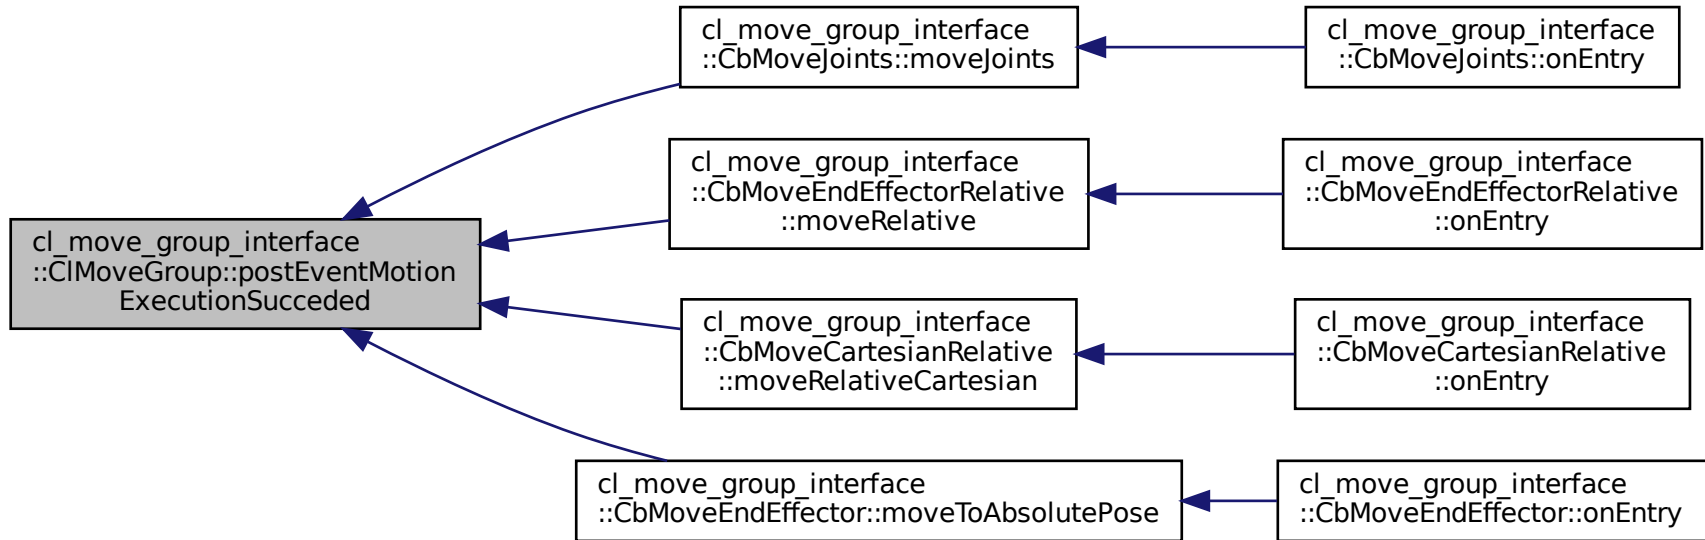 cl_move_group_interface
::CbMoveJoints::moveJoints
cl_move_group_interface
::CbMoveJoints::onEntry
cl_move_group_interface
::CbMoveEndEffectorRelative
::moveRelative
cl_move_group_interface
::CbMoveEndEffectorRelative
::onEntry
cl_move_group_interface
::ClMoveGroup::postEventMotion
ExecutionSucceded
cl_move_group_interface
::CbMoveCartesianRelative
::moveRelativeCartesian
cl_move_group_interface
::CbMoveCartesianRelative
::onEntry
cl_move_group_interface
::CbMoveEndEffector::moveToAbsolutePose
cl_move_group_interface
::CbMoveEndEffector::onEntry